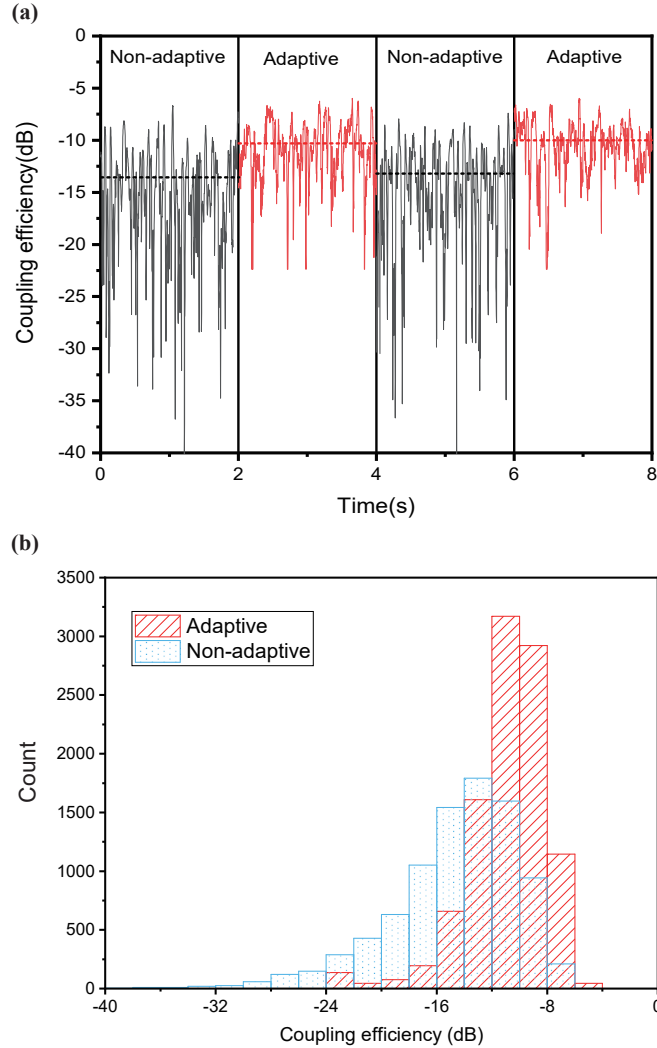 (a)
0
-5
-10
-15
-20
-25
-30
-35
-40
Coupling efficiency(dB)
Non-adaptive
Adaptive
Non-adaptive
Adaptive
0 2 4 6 8
Time(s)
(b)
3500
3000
2500
2000
1500
1000
500
0
Count
Adaptive
Non-adaptive
-40 -32 -24 -16 -8 0
Coupling efficiency (dB)